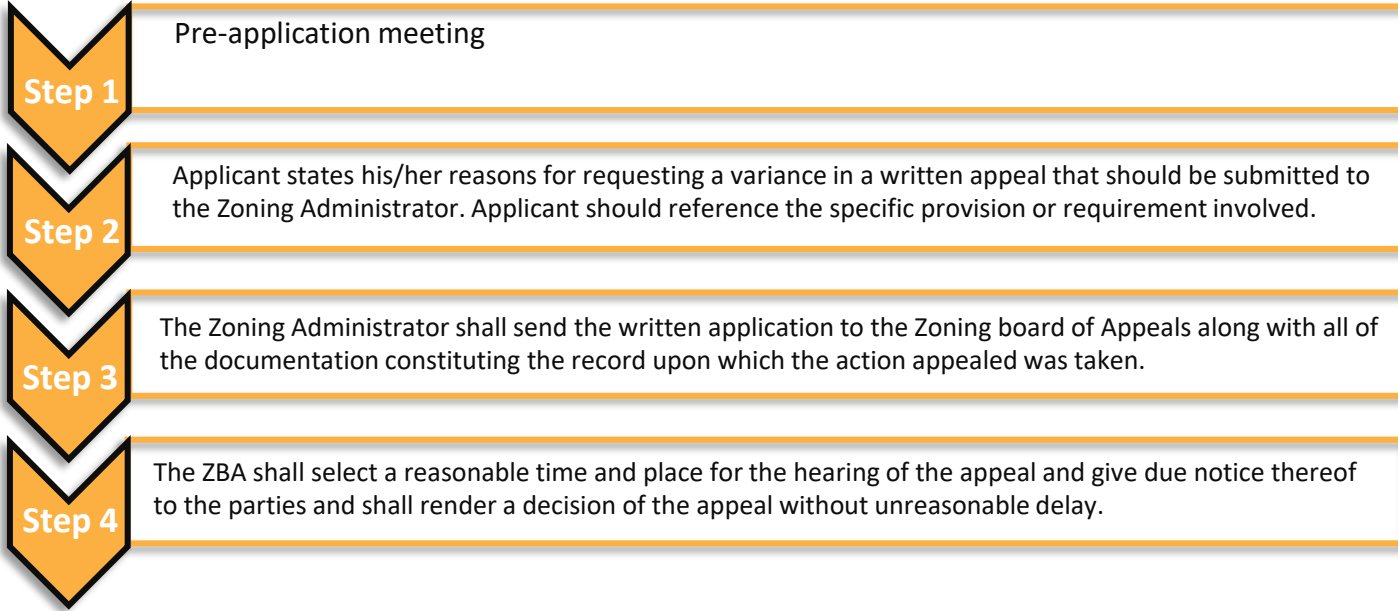 Step 1
Pre-application meeting
Step 2
Applicant states his/her reasons for requesting a variance in a written appeal that should be submitted to
the Zoning Administrator. Applicant should reference the specific provision or requirement involved.
Step 3
The Zoning Administrator shall send the written application to the Zoning board of Appeals along with all of
the documentation constituting the record upon which the action appealed was taken.
Step 4
The ZBA shall select a reasonable time and place for the hearing of the appeal and give due notice thereof
to the parties and shall render a decision of the appeal without unreasonable delay.